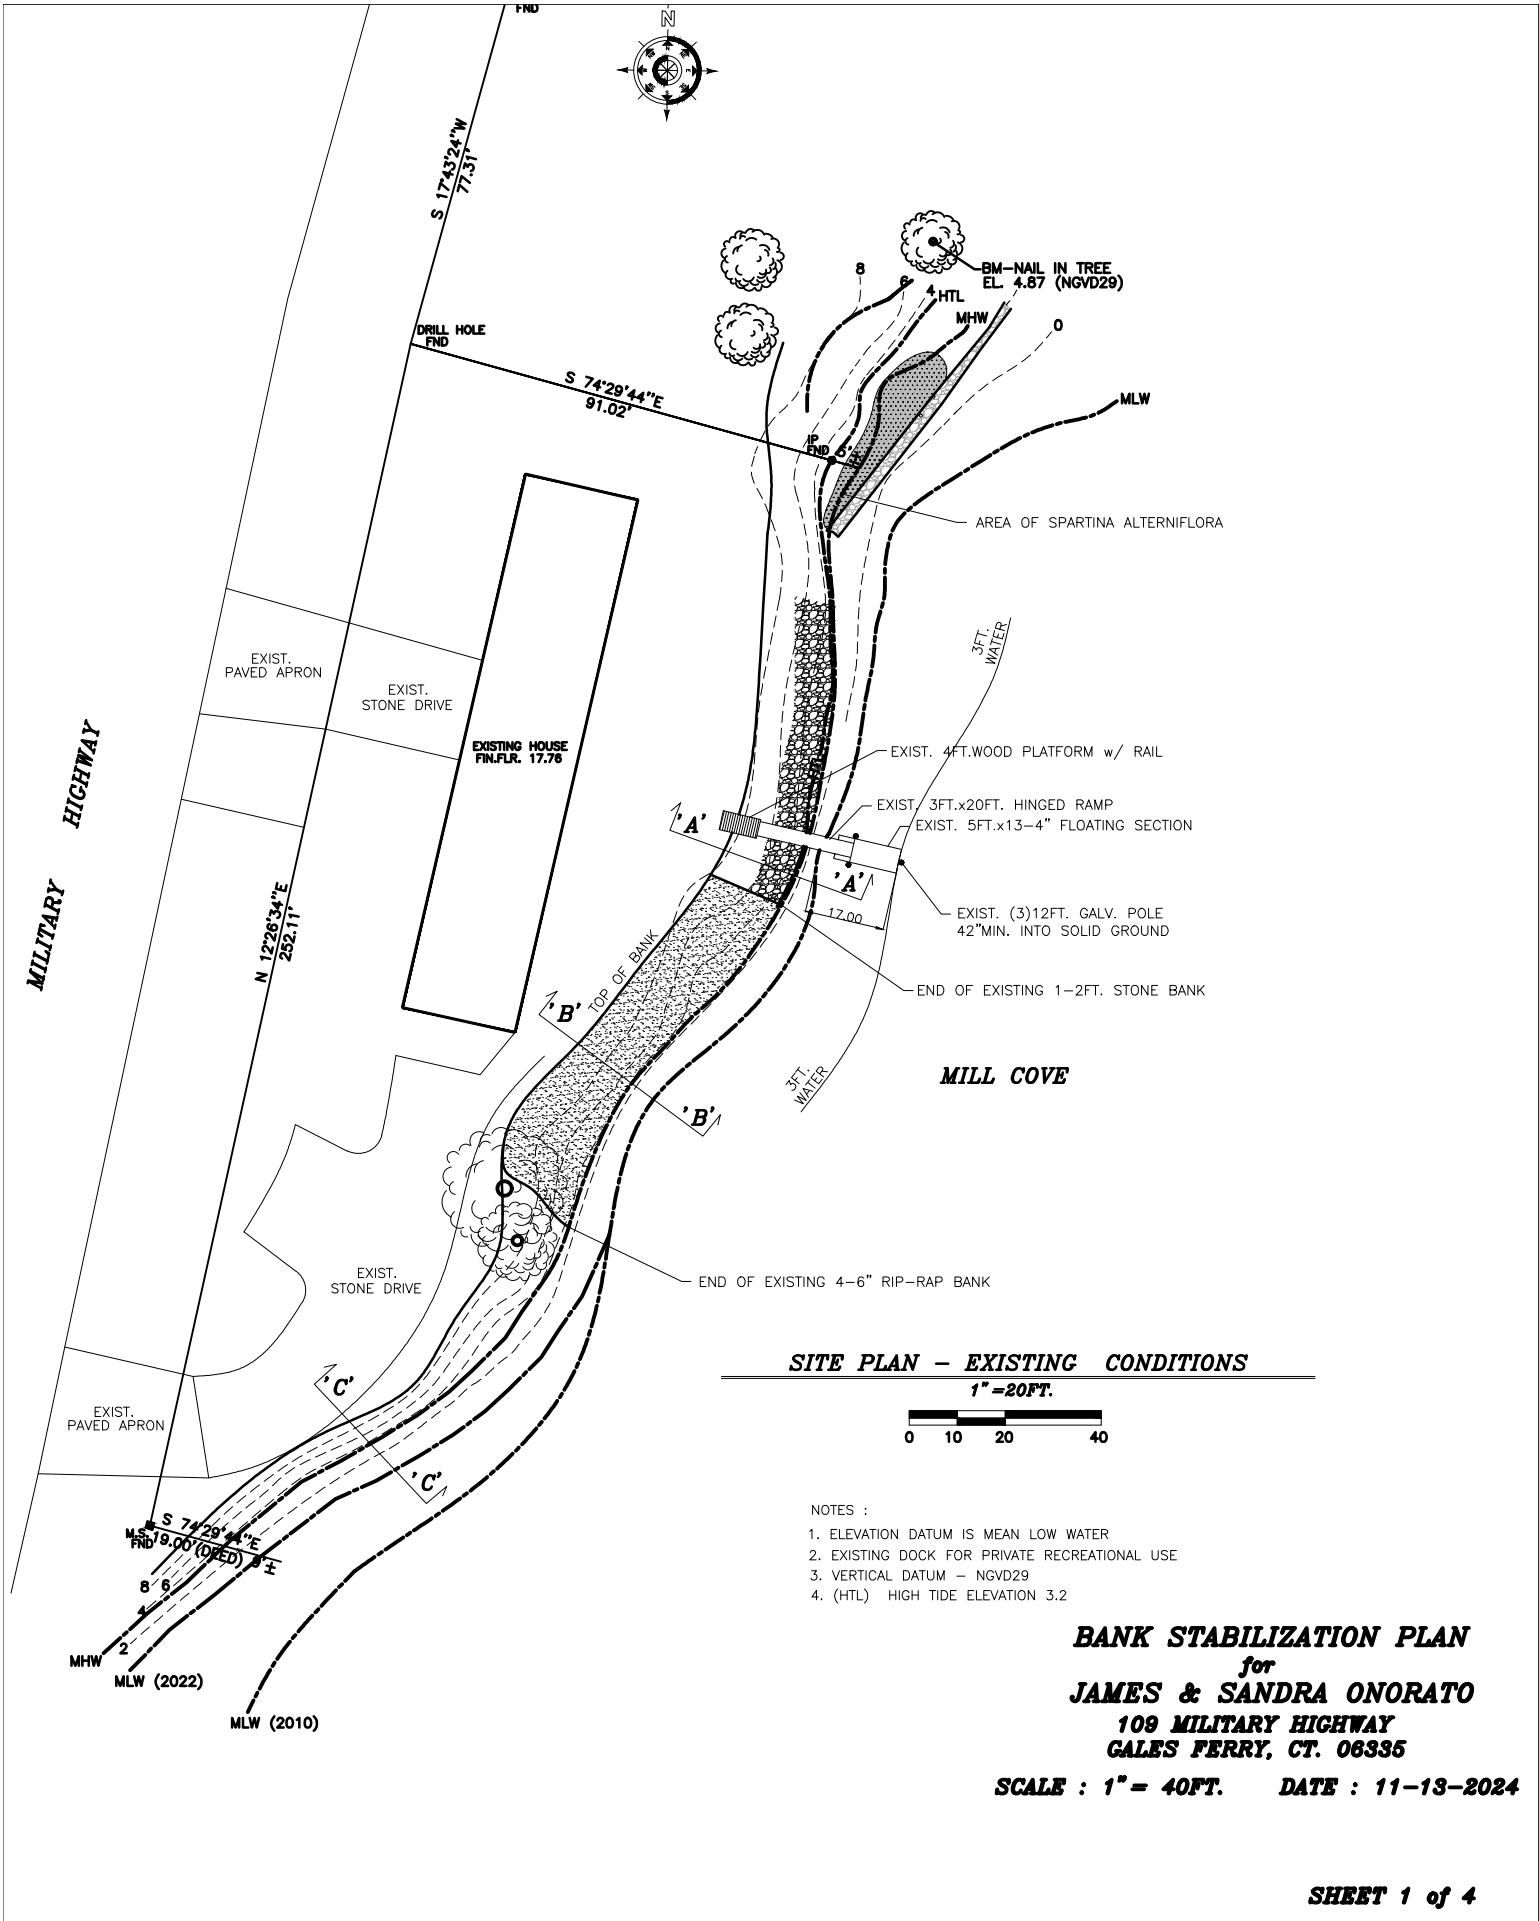 FND
N
S 17°43'24"W
77.31'
BM-NAIL IN TREE
EL. 4.87 (NGVD29)
8
6
4
HTL
MHW
0
DRILL HOLE
FND
S 74°29'44"E
91.02'
MLW
IP
FND
5'±
AREA OF SPARTINA ALTERNIFLORA
3FT.
WATER
EXIST.
PAVED APRON
EXIST.
STONE DRIVE
EXISTING HOUSE
FIN.FLR. 17.76
EXIST. 4FT.WOOD PLATFORM w/ RAIL
MILITARY HIGHWAY
EXIST. 3FT.x20FT. HINGED RAMP
'A'
EXIST. 5FT.x13-4" FLOATING SECTION
'A'
17.00
EXIST. (3)12FT. GALV. POLE
42"MIN. INTO SOLID GROUND
N 12°26'34"E
252.11'
TOP OF BANK
END OF EXISTING 1-2FT. STONE BANK
'B'
3FT.
WATER
MILL COVE
'B'
EXIST.
STONE DRIVE
END OF EXISTING 4-6" RIP-RAP BANK
SITE PLAN - EXISTING CONDITIONS
1"=20FT.
0 10 20 40
'C'
EXIST.
PAVED APRON
'C'
NOTES :
1. ELEVATION DATUM IS MEAN LOW WATER
2. EXISTING DOCK FOR PRIVATE RECREATIONAL USE
3. VERTICAL DATUM - NGVD29
4. (HTL) HIGH TIDE ELEVATION 3.2
M.S.
FND
S 74°29'44"E
19.00'(DEED)
9'±
8 6
4
2
MHW
MLW (2022)
MLW (2010)
BANK STABILIZATION PLAN
for
JAMES & SANDRA ONORATO
109 MILITARY HIGHWAY
GALES FERRY, CT. 06335
SCALE : 1"= 40FT. DATE : 11-13-2024
SHEET 1 of 4